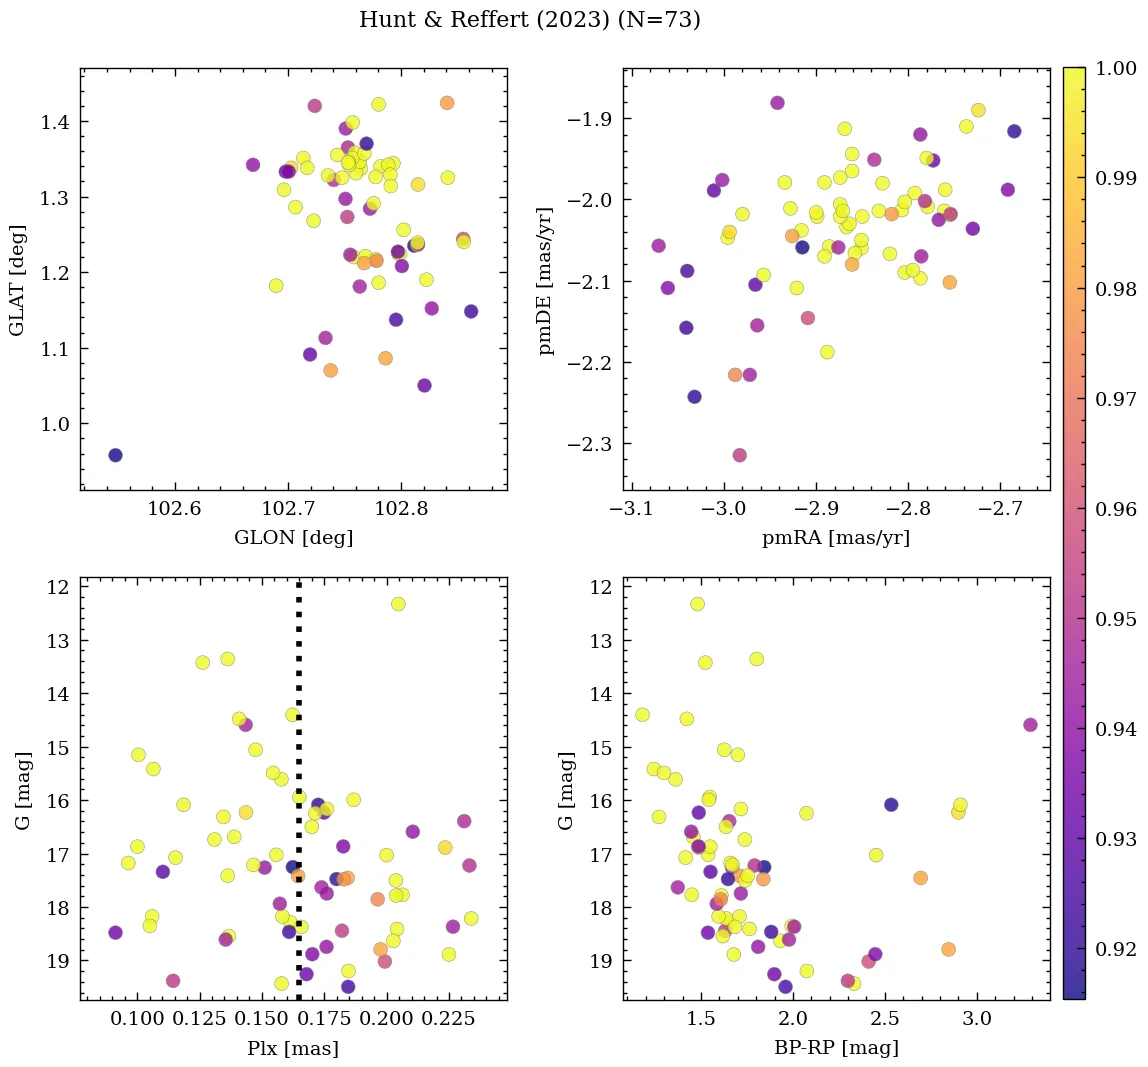 Hunt & Reffert (2023) (N=73)
1.4
1.3
1.2
1.1
1.0
GLAT [deg]
102.6 102.7 102.8
GLON [deg]
−1.9
−2.0
−2.1
−2.2
−2.3
pmDE [mas/yr]
−3.1 −3.0 −2.9 −2.8 −2.7
pmRA [mas/yr]
12
13
14
15
16
17
18
19
G [mag]
0.100 0.125 0.150 0.175 0.200 0.225
Plx [mas]
12
13
14
15
16
17
18
19
G [mag]
1.5 2.0 2.5 3.0
BP-RP [mag]
1.00
0.99
0.98
0.97
0.96
0.95
0.94
0.93
0.92